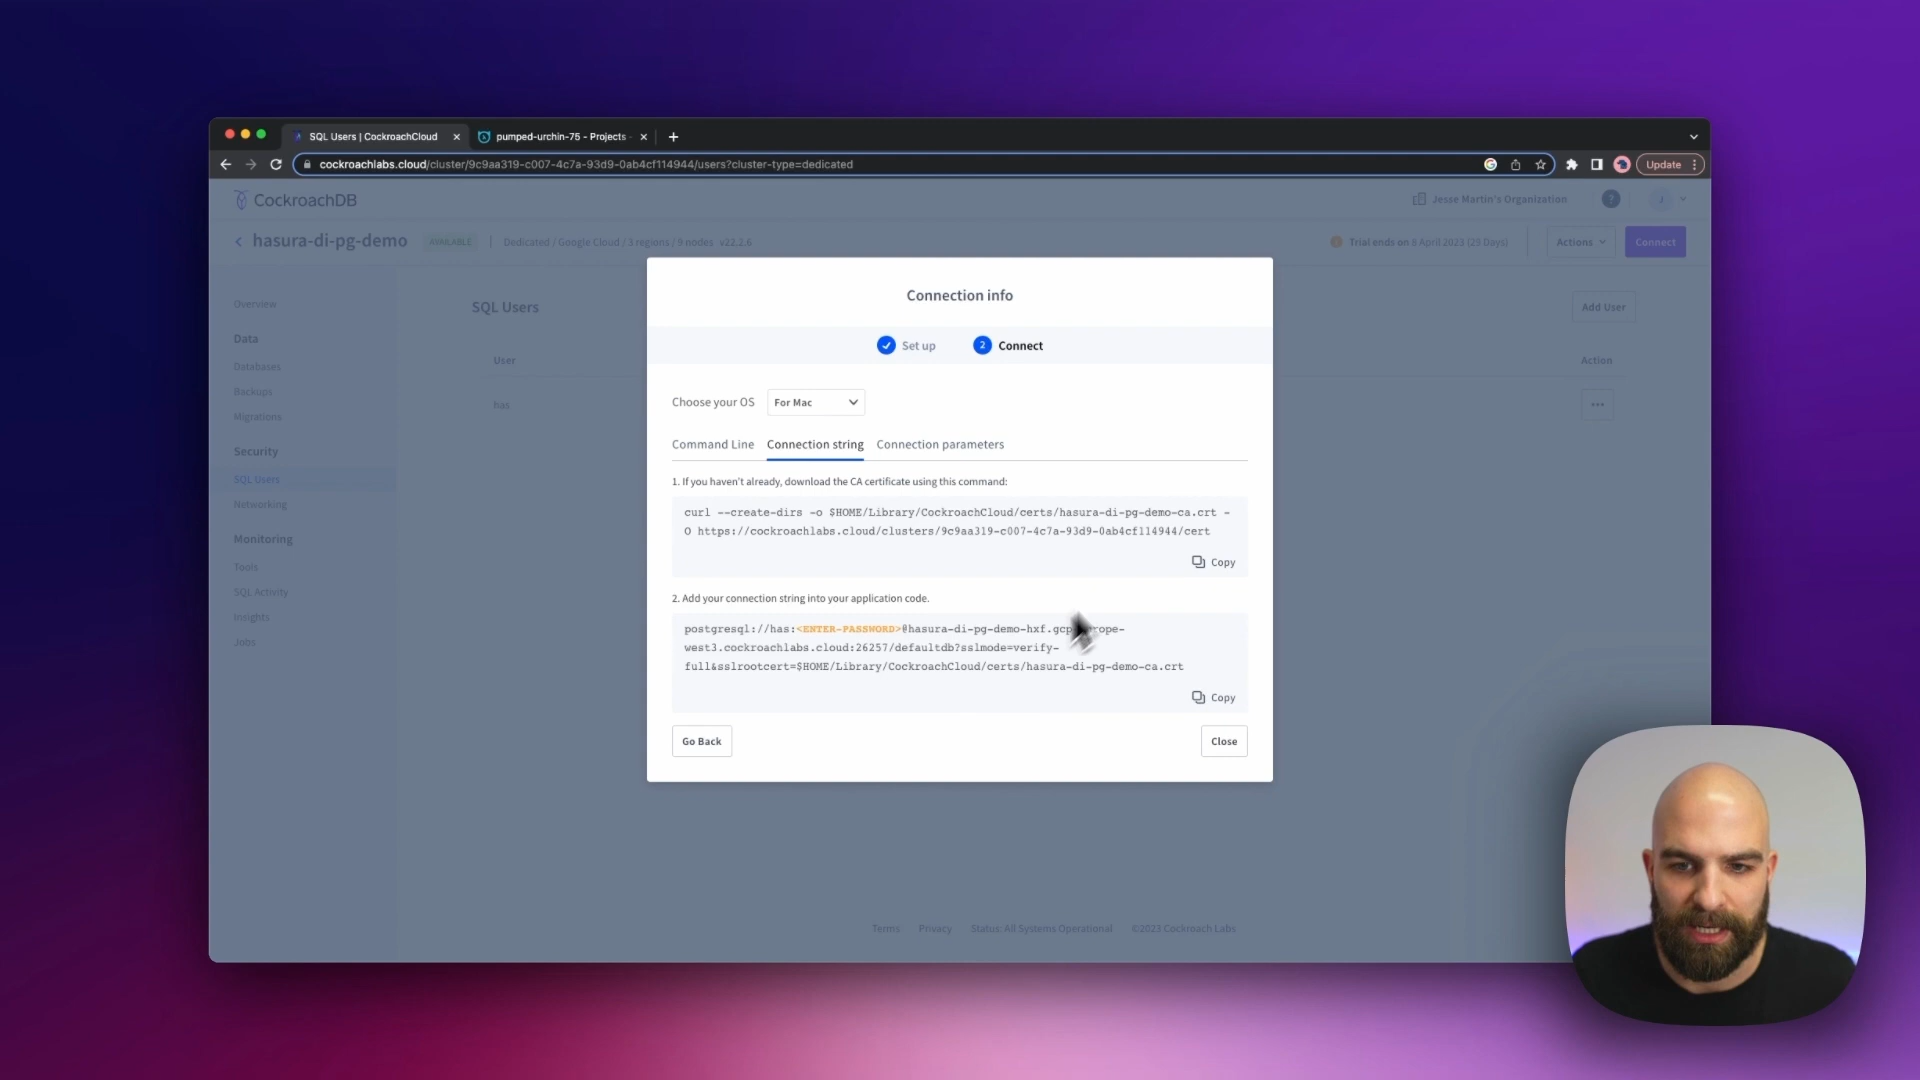 SQL Users | CockroachCloud
pumped-urchin-75 - Projects
cockroachlabs.cloud/cluster/9c9aa319-c007-4c7a-93d9-0ab4cf114944/users?cluster-type=dedicated
Update
CockroachDB
Jesse Martin's Organization
?
J
hasura-di-pg-demo
AVAILABLE
Dedicated / Google Cloud / 3 regions / 9 nodes v22.2.6
Trial ends on 6 April 2023 (29 Days)
Actions
Connect
Overview
Data
Databases
Backups
Migrations
Security
SQL Users
Networking
Monitoring
Tools
SQL Activity
Insights
Jobs
SQL Users
Add User
User
Action
has
Connection info
Set up
2 Connect
Choose your OS
For Mac
Command Line
Connection string
Connection parameters
1. If you haven't already, download the CA certificate using this command:
curl --create-dirs -o $HOME/Library/CockroachCloud/certs/hasura-di-pg-demo-ca.crt -
O https://cockroachlabs.cloud/clusters/9c9aa319-c007-4c7a-93d9-0ab4cf114944/cert
Copy
2. Add your connection string into your application code.
postgresql://has:<ENTER-PASSWORD>@hasura-di-pg-demo-hxf.gcp rope-
west3.cockroachlabs.cloud:26257/defaultdb?sslmode=verify-
full&sslrootcert=$HOME/Library/CockroachCloud/certs/hasura-di-pg-demo-ca.crt
Copy
Go Back
Close
Terms
Privacy
Status: All Systems Operational
©2023 Cockroach Labs